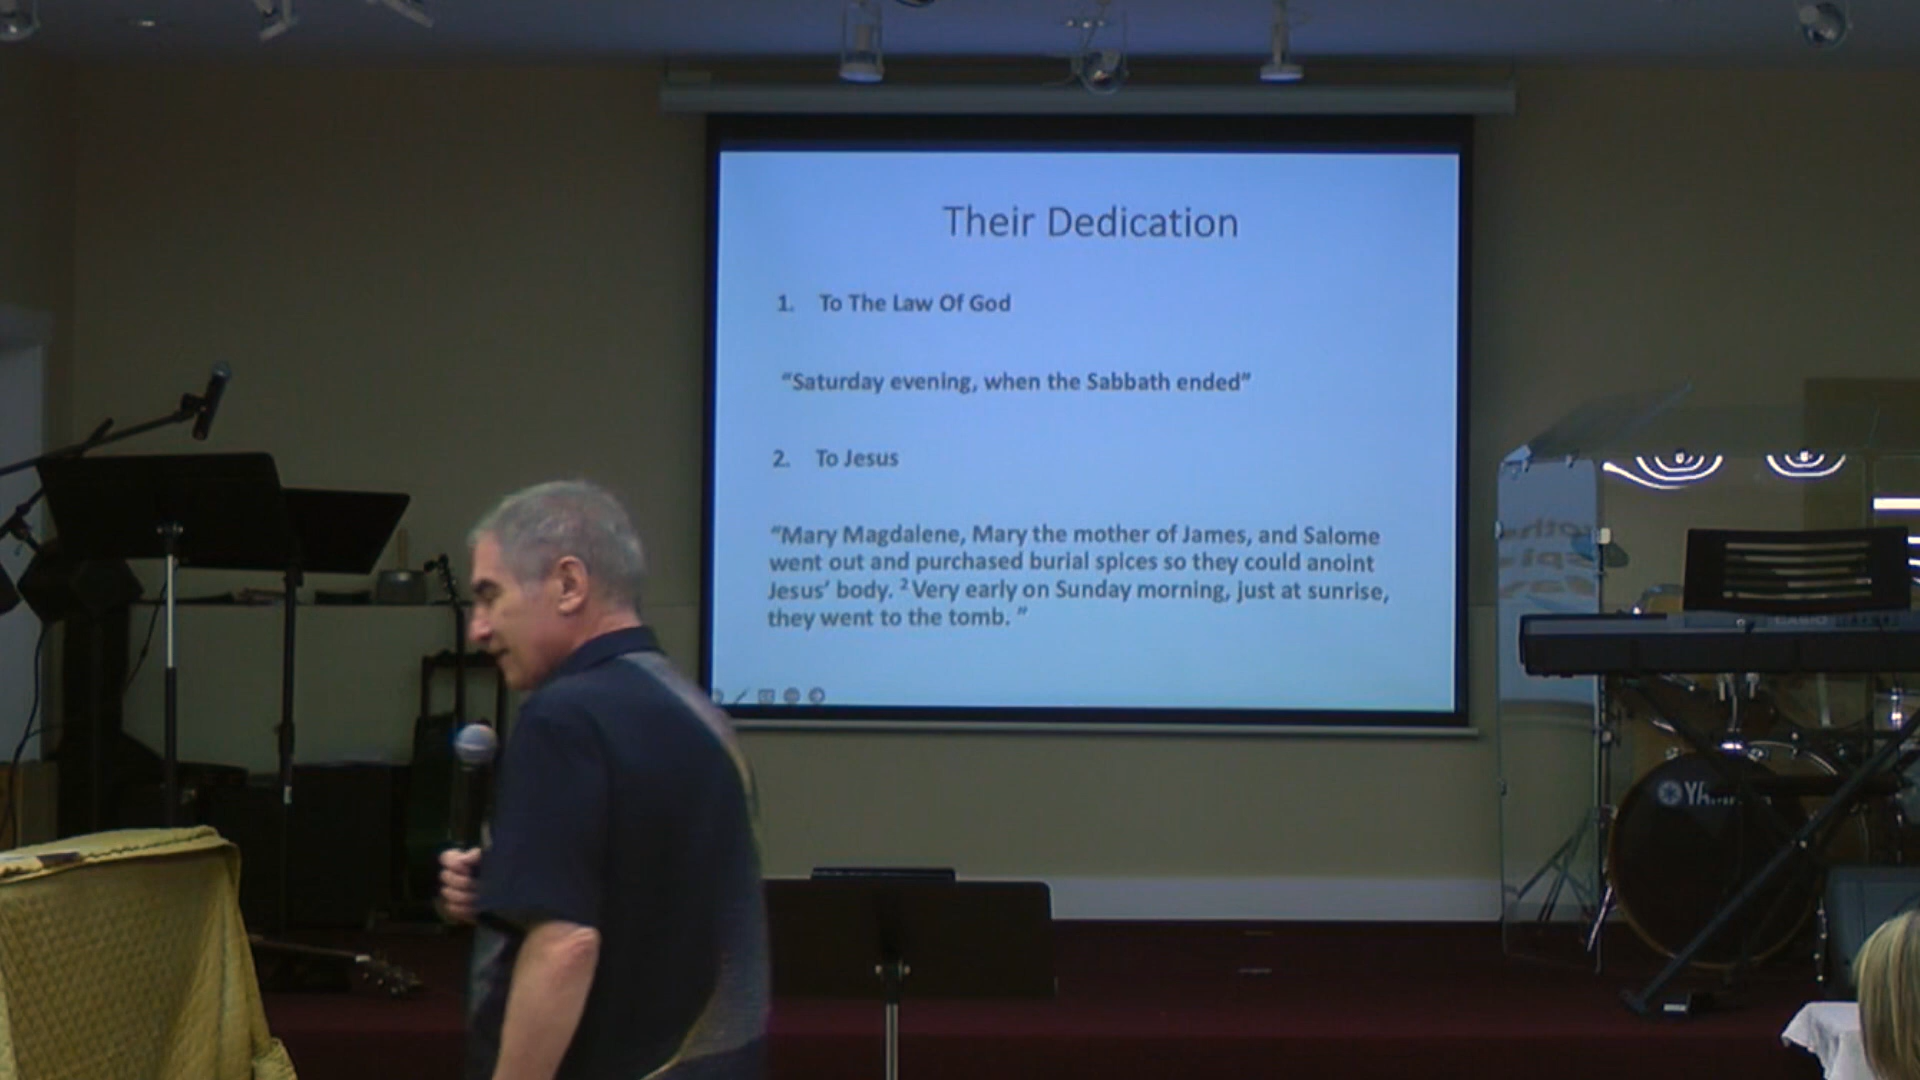 Their Dedication
1. To The Law Of God
“Saturday evening, when the Sabbath ended”
2. To Jesus
“Mary Magdalene, Mary the mother of James, and Salome
went out and purchased burial spices so they could anoint
Jesus’ body. ² Very early on Sunday morning, just at sunrise,
they went to the tomb. ”
CASIO